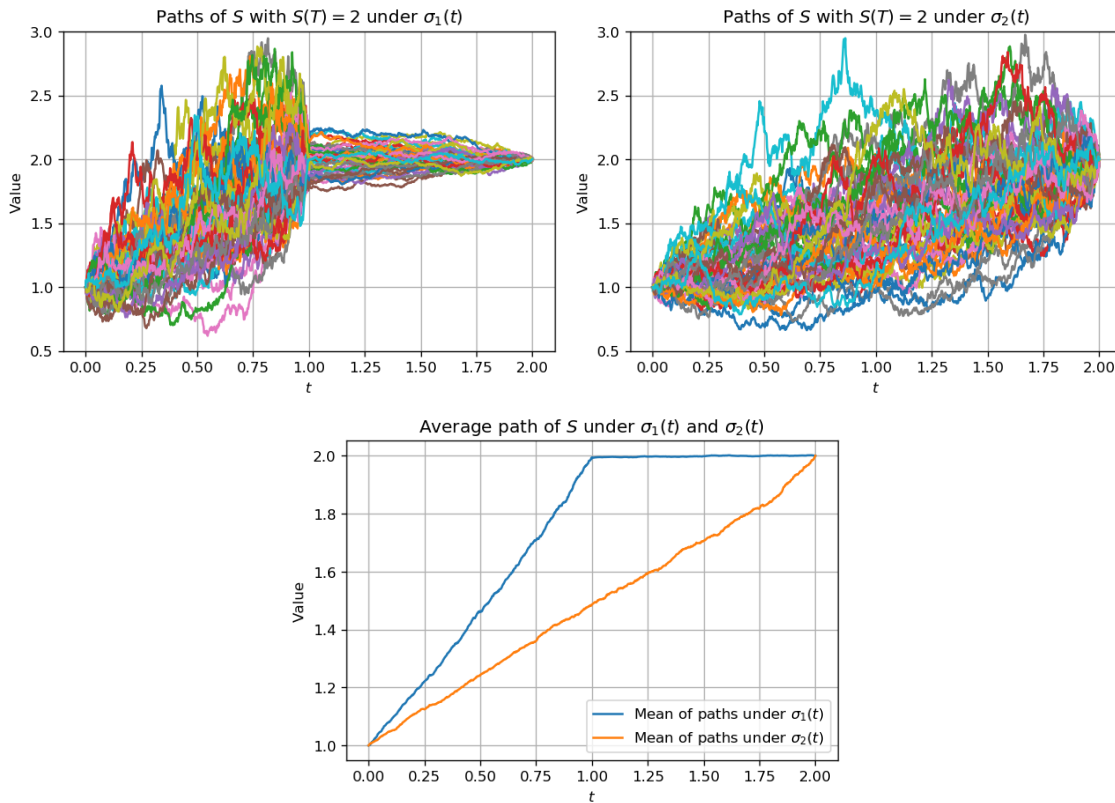 Paths of S with S(T) = 2 under σ₁(t)
Value
3.0
2.5
2.0
1.5
1.0
0.5
0.00 0.25 0.50 0.75 1.00 1.25 1.50 1.75 2.00
t
Paths of S with S(T) = 2 under σ₂(t)
Value
3.0
2.5
2.0
1.5
1.0
0.5
0.00 0.25 0.50 0.75 1.00 1.25 1.50 1.75 2.00
t
Average path of S under σ₁(t) and σ₂(t)
Value
2.0
1.8
1.6
1.4
1.2
1.0
Mean of paths under σ₁(t)
Mean of paths under σ₂(t)
0.00 0.25 0.50 0.75 1.00 1.25 1.50 1.75 2.00
t